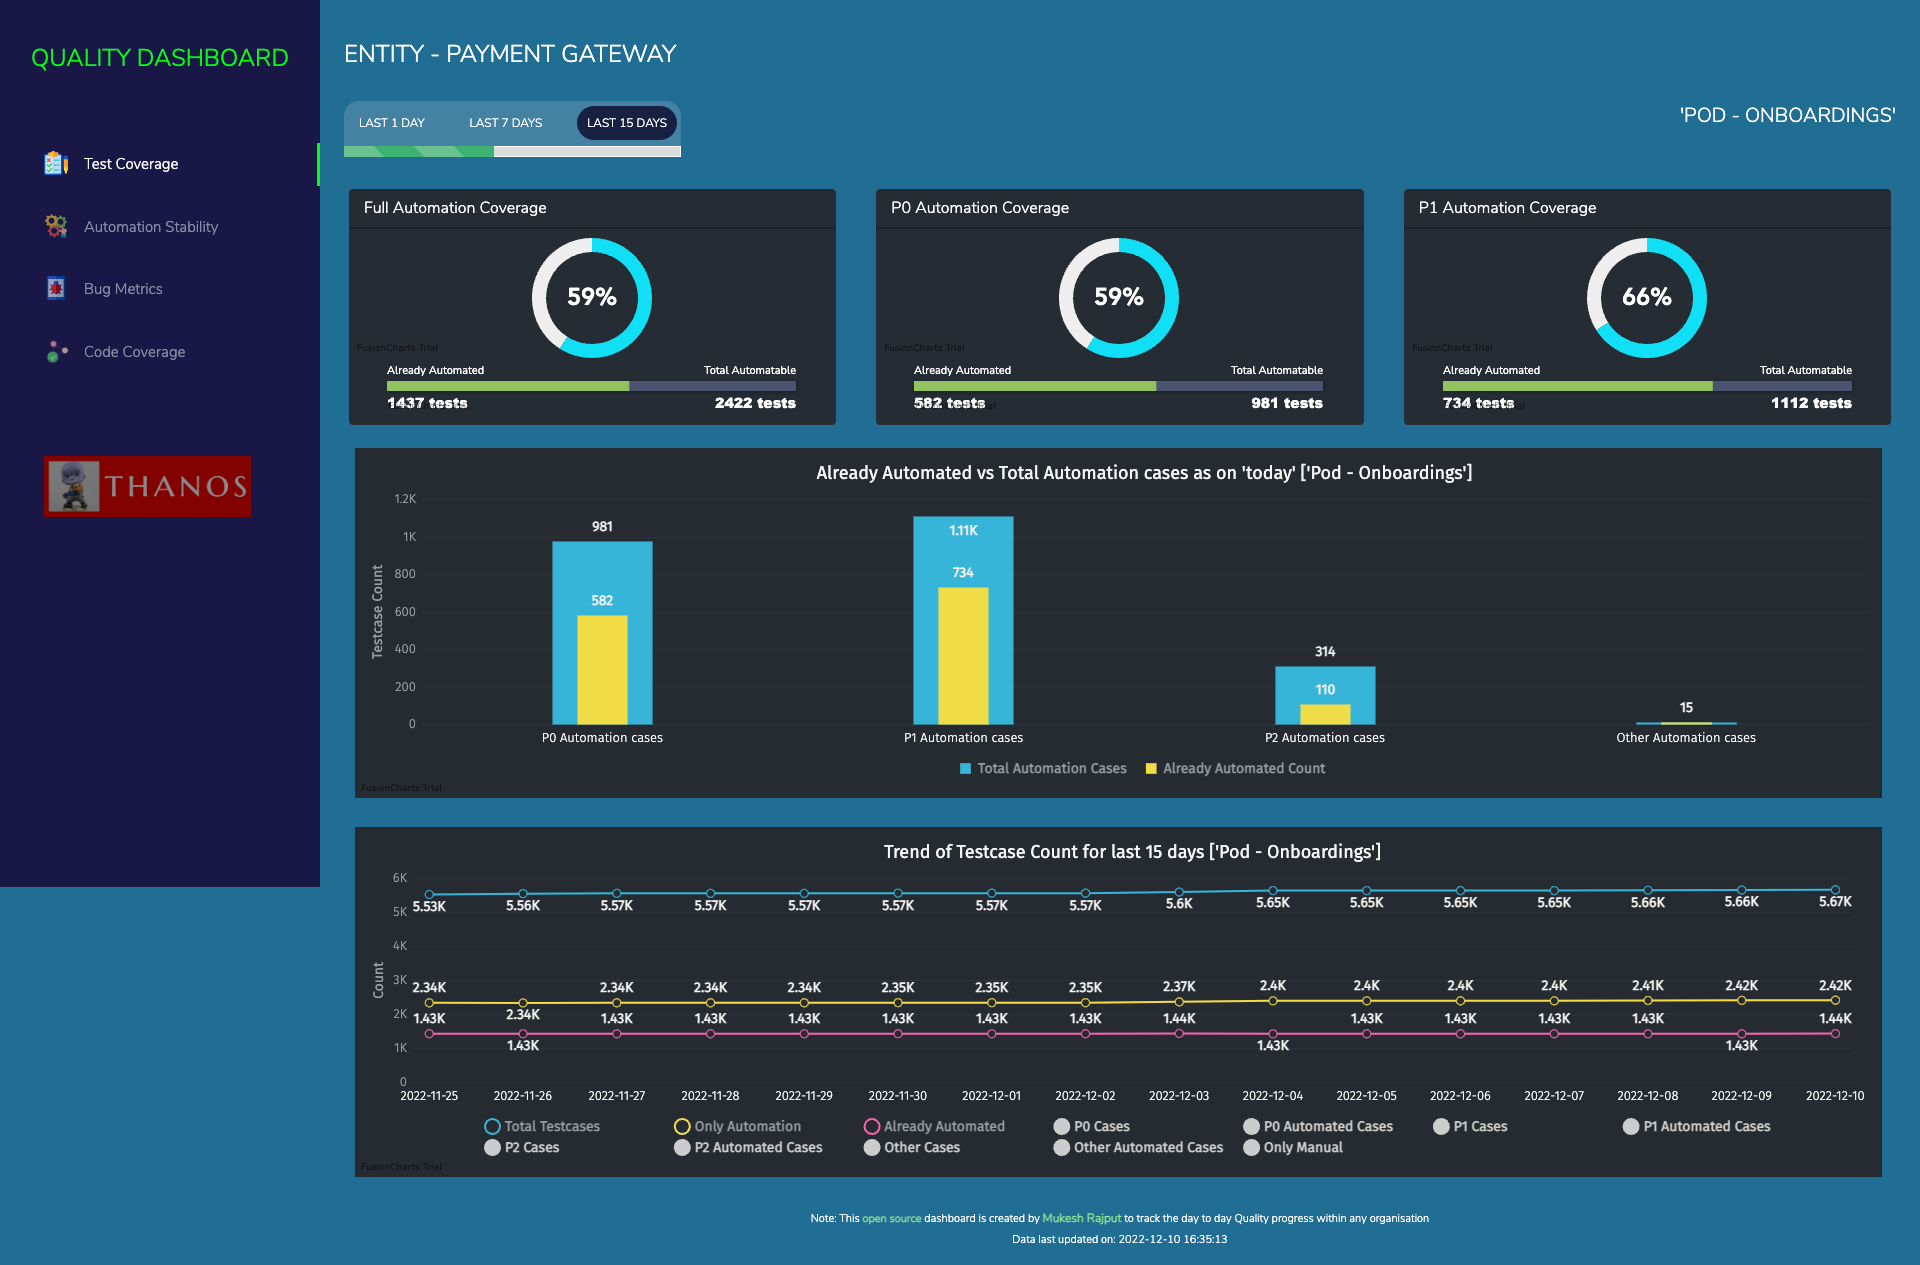 QUALITY DASHBOARD
Test Coverage
Automation Stability
Bug Metrics
Code Coverage
THANOS
ENTITY - PAYMENT GATEWAY
LAST 1 DAY LAST 7 DAYS LAST 15 DAYS
'POD - ONBOARDINGS'
Full Automation Coverage
59%
FusionCharts Trial
Already Automated Total Automatable
1437 tests 2422 tests
P0 Automation Coverage
59%
FusionCharts Trial
Already Automated Total Automatable
582 tests 981 tests
P1 Automation Coverage
66%
FusionCharts Trial
Already Automated Total Automatable
734 tests 1112 tests
Already Automated vs Total Automation cases as on 'today' ['Pod - Onboardings']
Testcase Count
1.2K
1K
800
600
400
200
0
981
582
1.11K
734
314
110
15
P0 Automation cases P1 Automation cases P2 Automation cases Other Automation cases
Total Automation Cases Already Automated Count
FusionCharts Trial
Trend of Testcase Count for last 15 days ['Pod - Onboardings']
Count
6K
5K
4K
3K
2K
1K
0
5.53K 5.56K 5.57K 5.57K 5.57K 5.57K 5.57K 5.57K 5.6K 5.65K 5.65K 5.65K 5.65K 5.66K 5.66K 5.67K
2.34K 2.34K 2.34K 2.34K 2.34K 2.35K 2.35K 2.35K 2.37K 2.4K 2.4K 2.4K 2.4K 2.41K 2.42K 2.42K
1.43K 1.43K 1.43K 1.43K 1.43K 1.43K 1.43K 1.43K 1.44K 1.43K 1.43K 1.43K 1.43K 1.43K 1.43K 1.44K
2022-11-25 2022-11-26 2022-11-27 2022-11-28 2022-11-29 2022-11-30 2022-12-01 2022-12-02 2022-12-03 2022-12-04 2022-12-05 2022-12-06 2022-12-07 2022-12-08 2022-12-09 2022-12-10
Total Testcases Only Automation Already Automated P0 Cases P0 Automated Cases P1 Cases P1 Automated Cases
P2 Cases P2 Automated Cases Other Cases Other Automated Cases Only Manual
FusionCharts Trial
Note: This open source dashboard is created by Mukesh Rajput to track the day to day Quality progress within any organisation
Data last updated on: 2022-12-10 16:35:13